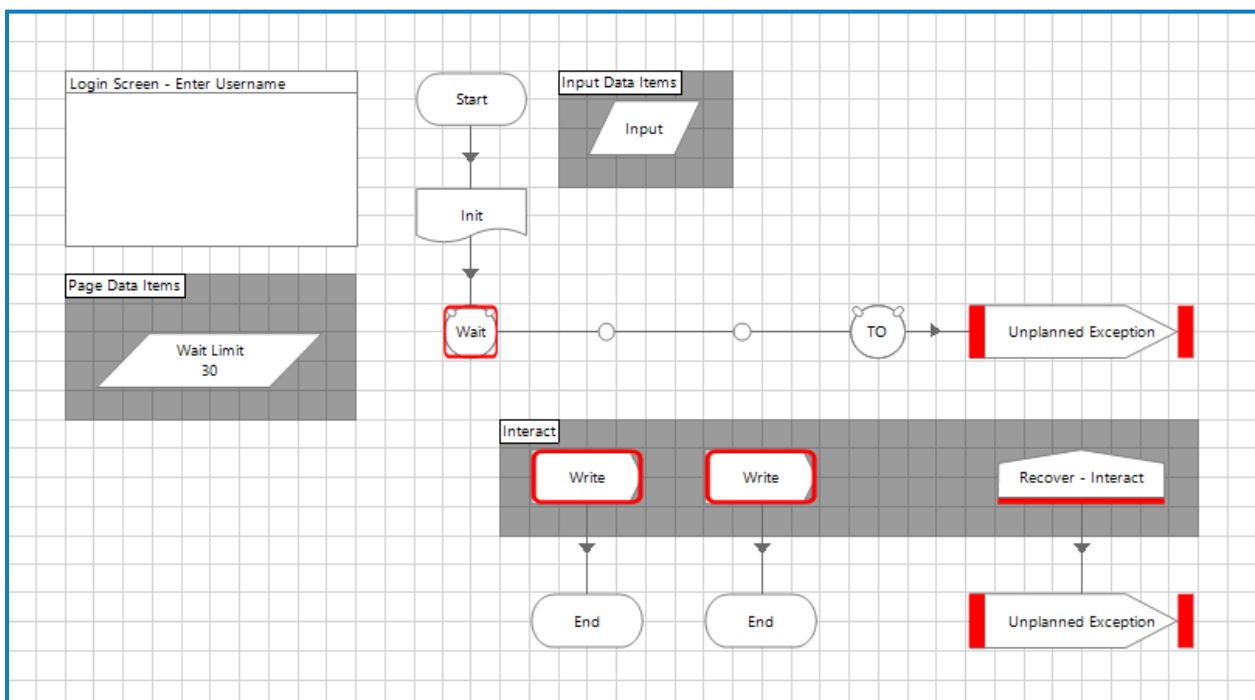 Login Screen - Enter Username
Start
Input Data Items
Input
Init
Page Data Items
Wait Limit
30
Wait
TO
Unplanned Exception
Interact
Write
Write
Recover - Interact
End
End
Unplanned Exception